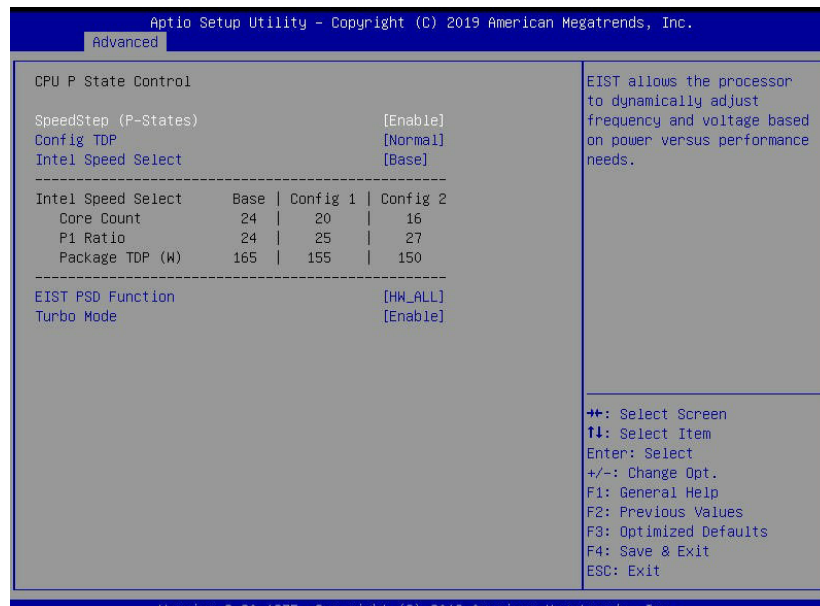 Aptio Setup Utility – Copyright (C) 2019 American Megatrends, Inc.
Advanced
CPU P State Control
SpeedStep (P-States) [Enable]
Config TDP [Normal]
Intel Speed Select [Base]
Intel Speed Select Base | Config 1 | Config 2
Core Count 24 | 20 | 16
P1 Ratio 24 | 25 | 27
Package TDP (W) 165 | 155 | 150
EIST PSD Function [HW_ALL]
Turbo Mode [Enable]
EIST allows the processor
to dynamically adjust
frequency and voltage based
on power versus performance
needs.
→←: Select Screen
↑↓: Select Item
Enter: Select
+/-: Change Opt.
F1: General Help
F2: Previous Values
F3: Optimized Defaults
F4: Save & Exit
ESC: Exit